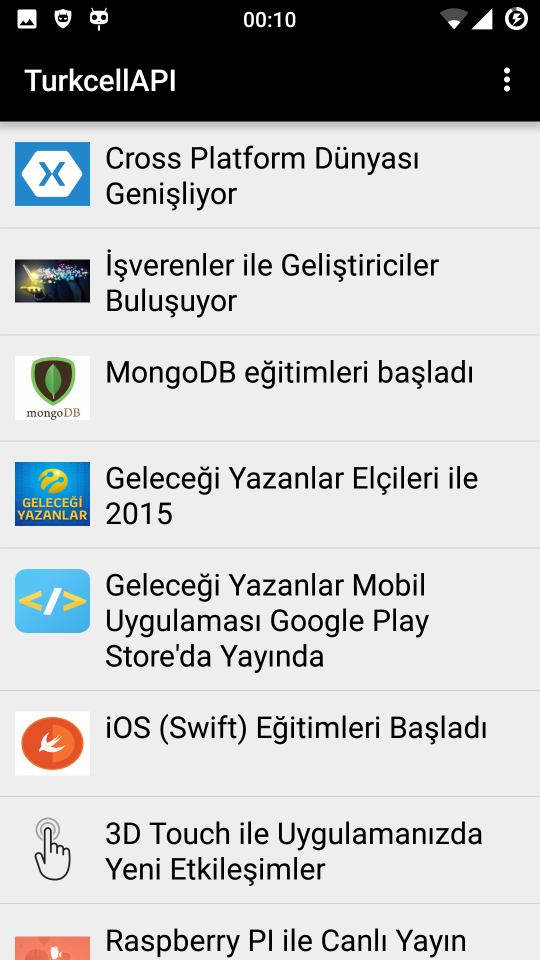 00:10
TurkcellAPI
Cross Platform Dünyası
Genişliyor
İşverenler ile Geliştiriciler
Buluşuyor
mongoDB
MongoDB eğitimleri başladı
GELECEĞİ
YAZANLAR
Geleceği Yazanlar Elçileri ile
2015
</>
Geleceği Yazanlar Mobil
Uygulaması Google Play
Store'da Yayında
iOS (Swift) Eğitimleri Başladı
3D Touch ile Uygulamanızda
Yeni Etkileşimler
Raspberry PI ile Canlı Yayın